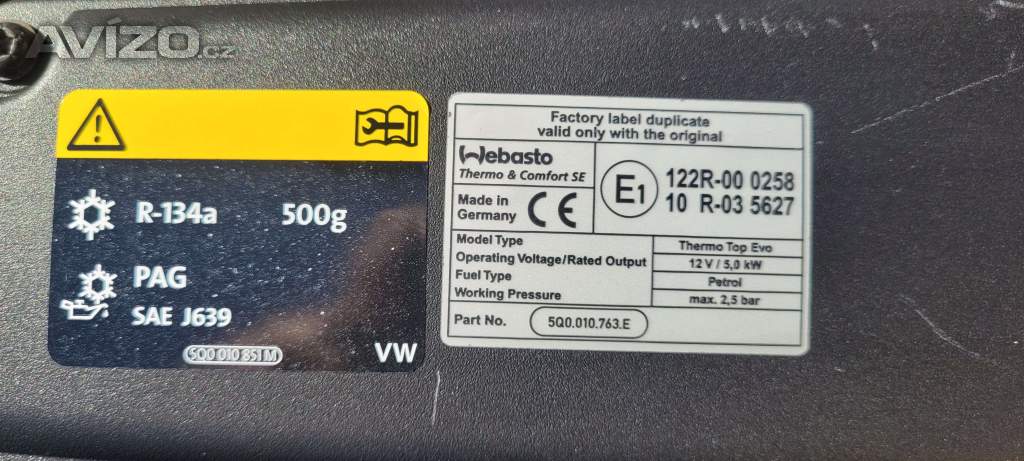 AVÍZO.cz
R-134a 500g
PAG
SAE J639
5Q0 010 851 M
VW
Factory label duplicate
valid only with the original
Webasto
Thermo & Comfort SE
Made in
Germany
CE
E1
122R-00 0258
10 R-03 5627
Model Type Thermo Top Evo
Operating Voltage/Rated Output 12 V / 5,0 kW
Fuel Type Petrol
Working Pressure max. 2,5 bar
Part No. 5Q0.010.763.E